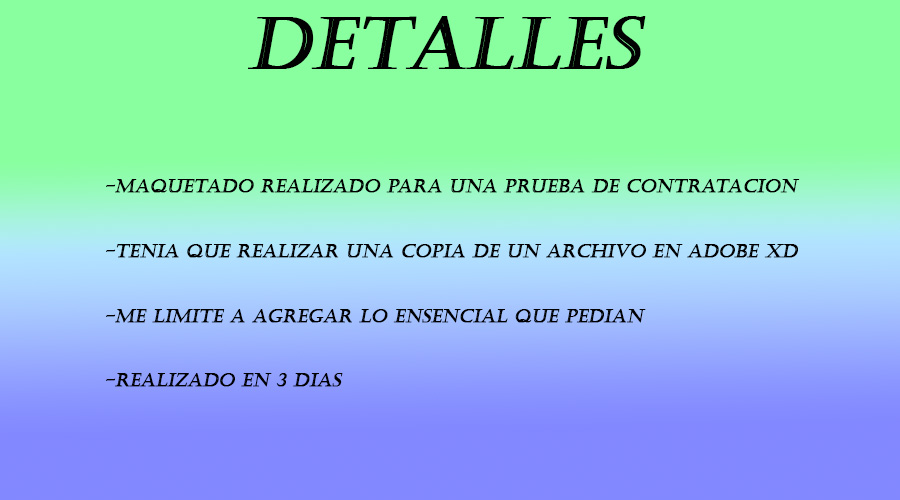 DETALLES
-MAQUETADO REALIZADO PARA UNA PRUEBA DE CONTRATACION
-TENIA QUE REALIZAR UNA COPIA DE UN ARCHIVO EN ADOBE XD
-ME LIMITE A AGREGAR LO ENSENCIAL QUE PEDIAN
-REALIZADO EN 3 DIAS